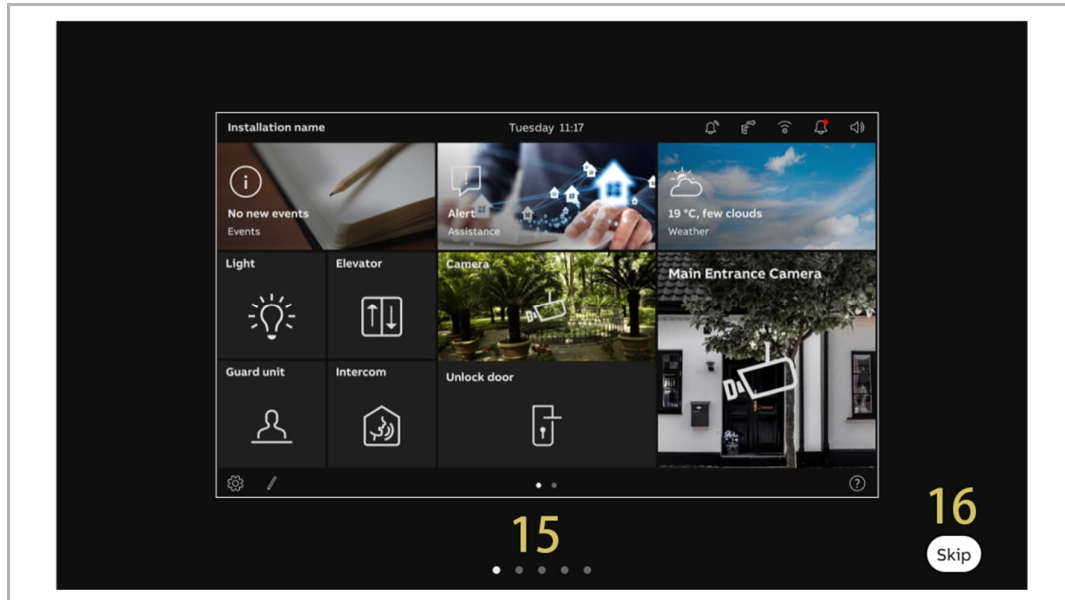 Installation name
Tuesday 11:17
No new events
Events
Alert
Assistance
19 °C, few clouds
Weather
Light
Elevator
Camera
Main Entrance Camera
Guard unit
Intercom
Unlock door
15
16
Skip